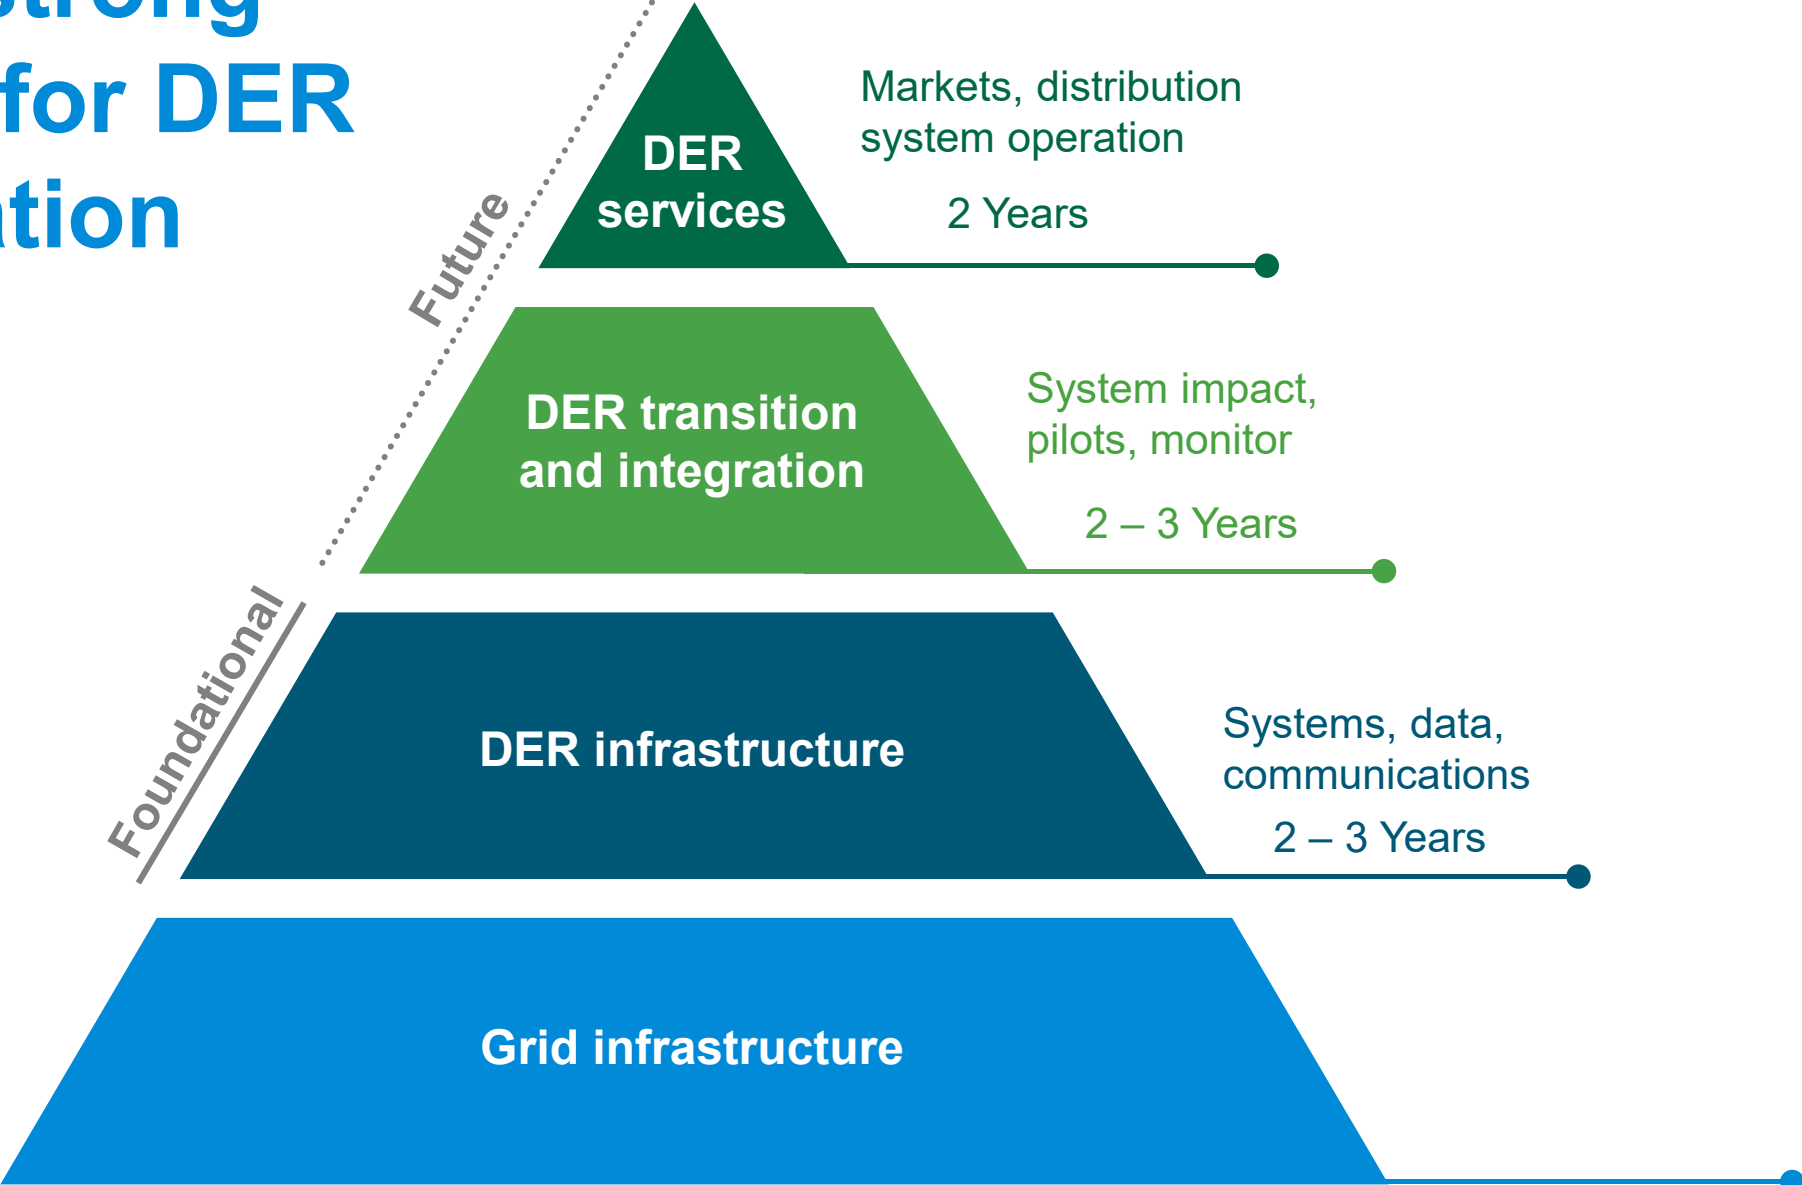 for DER
Markets, distribution
system operation
2 Years
DER
services
Future
System impact,
pilots, monitor
2 – 3 Years
DER transition
and integration
Foundational
Systems, data,
communications
2 – 3 Years
DER infrastructure
Grid infrastructure